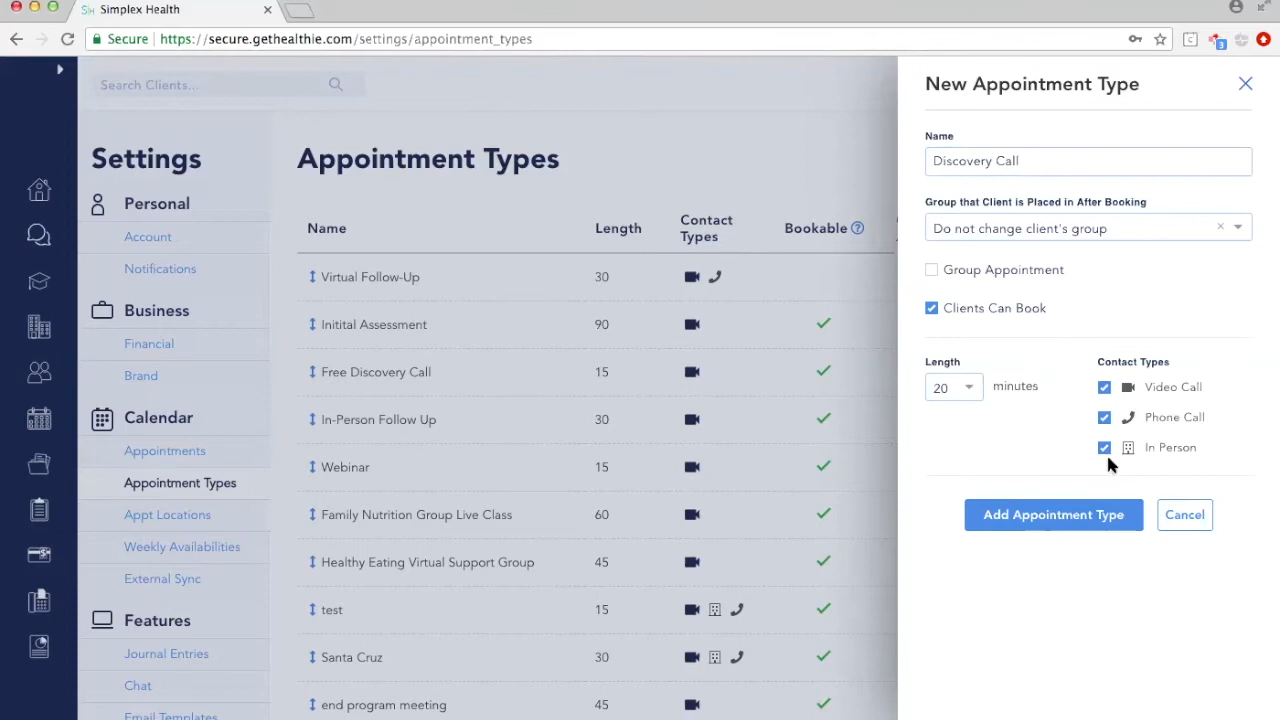 Simplex Health
Secure
https://secure.gethealthie.com/settings/appointment_types
3
Search Clients...
Settings
Personal
Account
Notifications
Business
Financial
Brand
Calendar
Appointments
Appointment Types
Appt Locations
Weekly Availabilities
External Sync
Features
Journal Entries
Chat
Email Templates
Appointment Types
Name
Length
Contact
Types
Bookable ?
Virtual Follow-Up 30
Initital Assessment 90
Free Discovery Call 15
In-Person Follow Up 30
Webinar 15
Family Nutrition Group Live Class 60
Healthy Eating Virtual Support Group 45
test 15
Santa Cruz 30
end program meeting 45
New Appointment Type
Name
Discovery Call
Group that Client is Placed in After Booking
Do not change client's group
Group Appointment
Clients Can Book
Length
20 minutes
Contact Types
Video Call
Phone Call
In Person
Add Appointment Type
Cancel